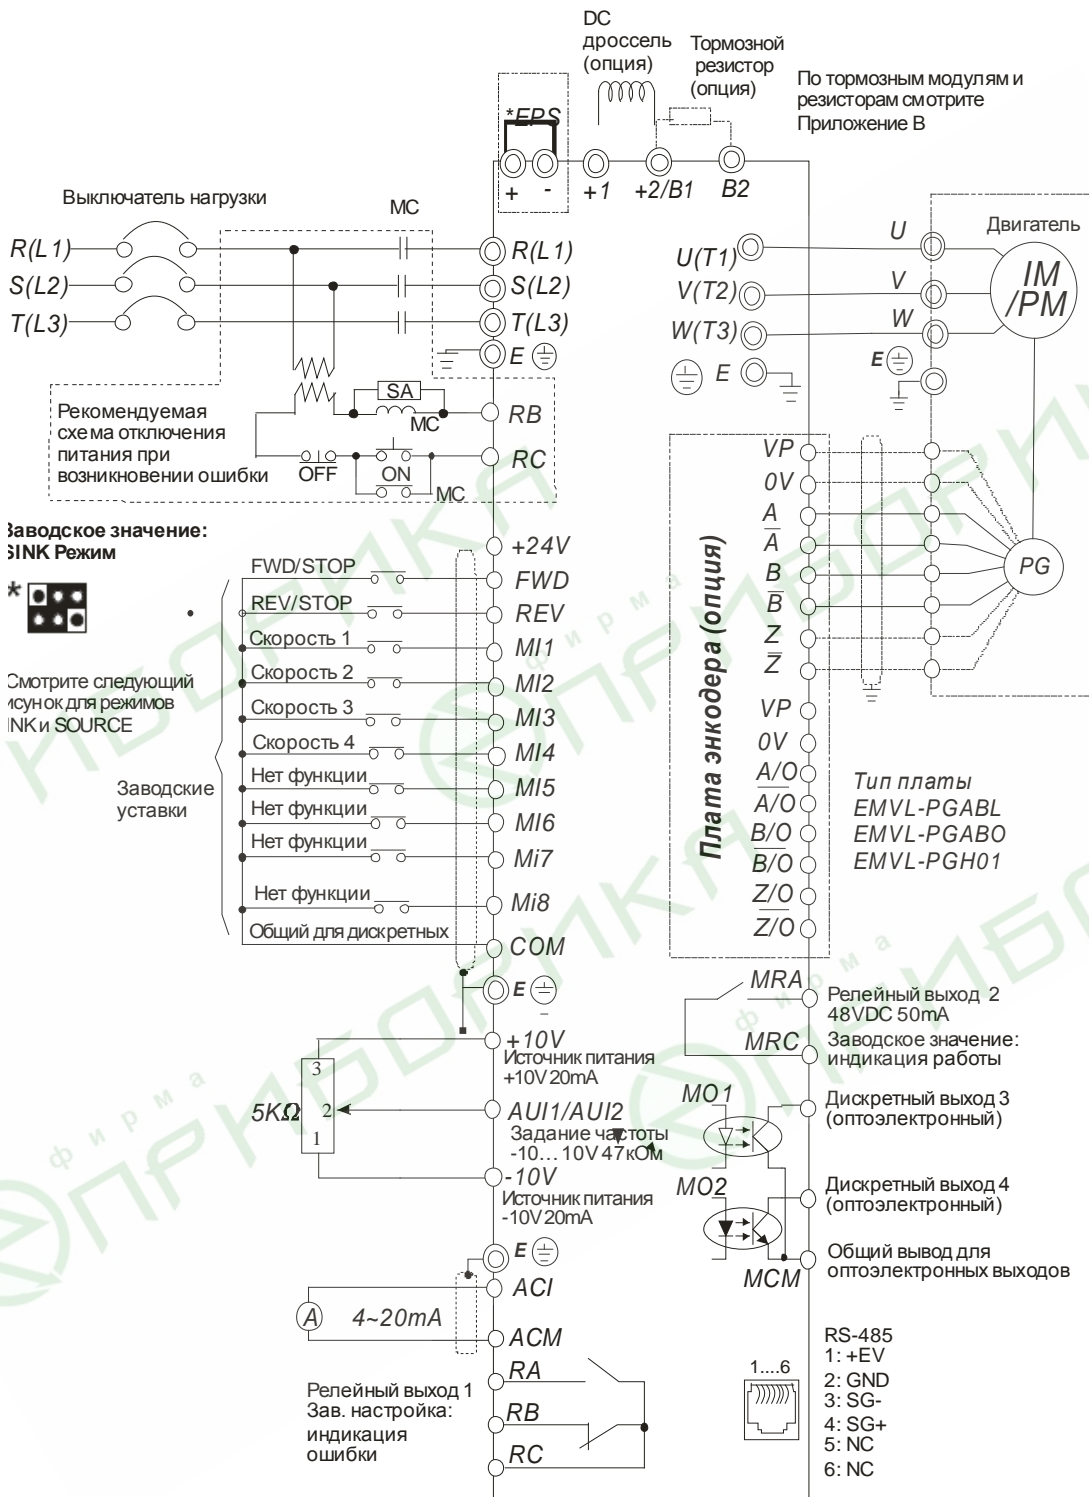 DC
дроссель
(опция)
Тормозной
резистор
(опция)
По тормозным модулям и
резисторам смотрите
Приложение В
*EPS
+
-
+1
+2/B1
B2
Выключатель нагрузки
MC
R(L1)
S(L2)
T(L3)
R(L1)
S(L2)
T(L3)
E
U(T1)
V(T2)
W(T3)
E
U
V
W
E
Двигатель
IM
/PM
Рекомендуемая
схема отключения
питания при
возникновении ошибки
SA
MC
OFF
ON
MC
RB
RC
Заводское значение:
SINK Режим
*
Смотрите следующий
исунок для режимов
INK и SOURCE
Заводские
уставки
FWD/STOP
REV/STOP
Скорость 1
Скорость 2
Скорость 3
Скорость 4
Нет функции
Нет функции
Нет функции
Нет функции
Общий для дискретных
+24V
FWD
REV
MI1
MI2
MI3
MI4
MI5
MI6
Mi7
Mi8
COM
E
Плата энкодера (опция)
VP
0V
A
A̅
B
B̅
Z
Z̅
VP
0V
A/O
A̅/̅O̅
B/O
B̅/̅O̅
Z/O
Z̅/̅O̅
PG
Тип платы
EMVL-PGABL
EMVL-PGABO
EMVL-PGH01
+10V
Источник питания
+10V 20mA
5KΩ
3
2
1
AUI1/AUI2
Задание частоты
-10... 10V 47кОм
-10V
Источник питания
-10V 20mA
E
ACI
A
4~20mA
ACM
Релейный выход 1
Зав. настройка:
индикация
ошибки
RA
RB
RC
MRA
MRC
Релейный выход 2
48VDC 50mA
Заводское значение:
индикация работы
MO1
Дискретный выход 3
(оптоэлектронный)
MO2
Дискретный выход 4
(оптоэлектронный)
MCM
Общий вывод для
оптоэлектронных выходов
1....6
RS-485
1: +EV
2: GND
3: SG-
4: SG+
5: NC
6: NC
фирма
ПРИБОРИКА